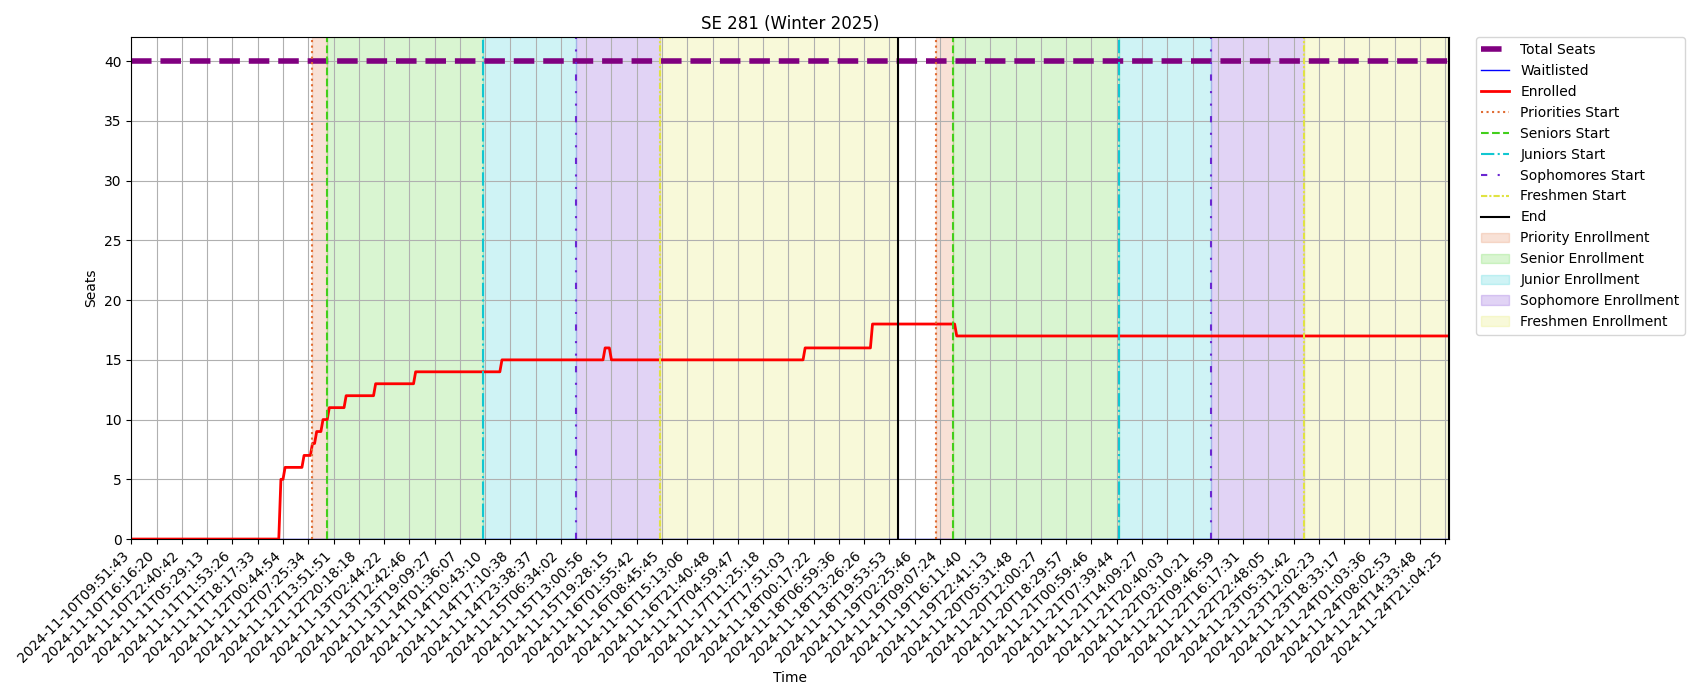 SE 281 (Winter 2025)
Seats
40
35
30
25
20
15
10
5
0
2024-11-10T09:51:43
2024-11-10T16:16:20
2024-11-10T22:40:42
2024-11-11T05:29:13
2024-11-11T11:53:26
2024-11-11T18:17:33
2024-11-12T00:44:54
2024-11-12T07:25:34
2024-11-12T13:51:51
2024-11-12T20:18:18
2024-11-13T02:44:22
2024-11-13T12:42:46
2024-11-13T19:09:27
2024-11-14T01:36:07
2024-11-14T10:43:10
2024-11-14T17:10:38
2024-11-14T23:38:37
2024-11-15T06:34:02
2024-11-15T13:00:56
2024-11-15T19:28:15
2024-11-16T01:55:42
2024-11-16T08:45:45
2024-11-16T15:13:06
2024-11-16T21:40:48
2024-11-17T04:59:47
2024-11-17T11:25:18
2024-11-17T17:51:03
2024-11-18T00:17:22
2024-11-18T06:59:36
2024-11-18T13:26:26
2024-11-18T19:53:53
2024-11-19T02:25:46
2024-11-19T09:07:24
2024-11-19T16:11:40
2024-11-19T22:41:13
2024-11-20T05:31:48
2024-11-20T12:00:27
2024-11-20T18:29:57
2024-11-21T00:59:46
2024-11-21T07:39:44
2024-11-21T14:09:27
2024-11-21T20:40:03
2024-11-22T03:10:21
2024-11-22T09:46:59
2024-11-22T16:17:31
2024-11-22T22:48:05
2024-11-23T05:31:42
2024-11-23T12:02:23
2024-11-23T18:33:17
2024-11-24T01:03:36
2024-11-24T08:02:53
2024-11-24T14:33:48
2024-11-24T21:04:25
Time
Total Seats
Waitlisted
Enrolled
Priorities Start
Seniors Start
Juniors Start
Sophomores Start
Freshmen Start
End
Priority Enrollment
Senior Enrollment
Junior Enrollment
Sophomore Enrollment
Freshmen Enrollment